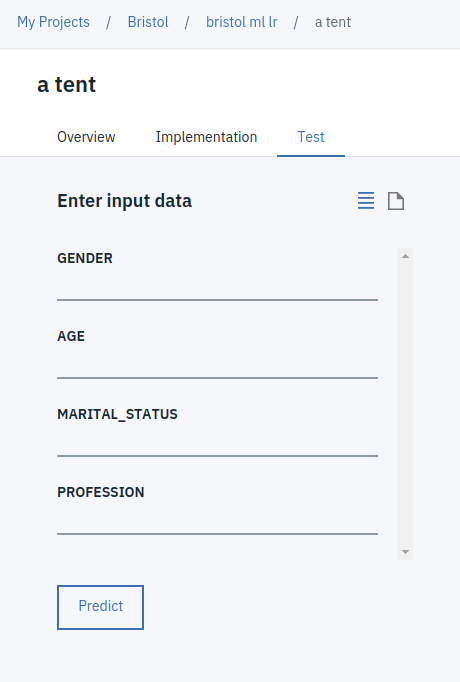 My Projects / Bristol / bristol ml lr / a tent
a tent
Overview Implementation Test
Enter input data
GENDER
AGE
MARITAL_STATUS
PROFESSION
Predict